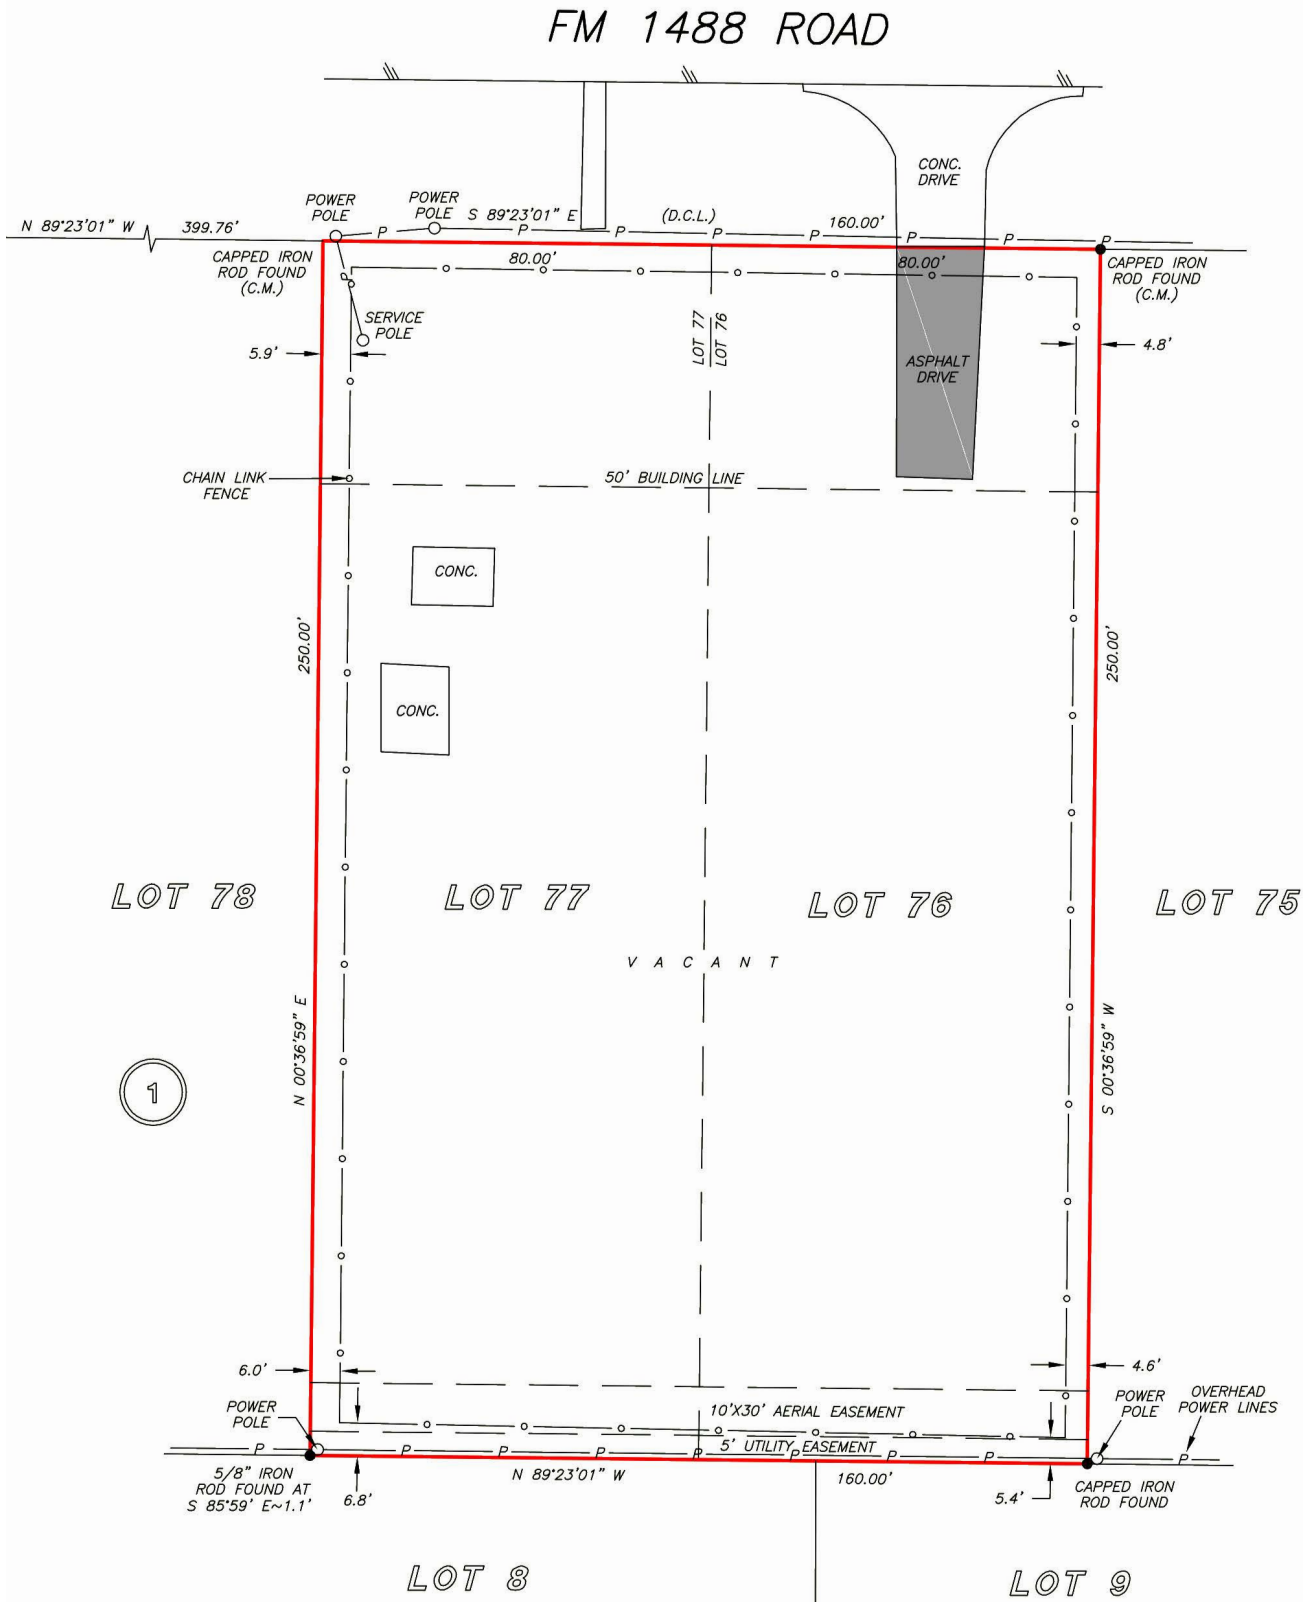 FM 1488 ROAD
CONC.
DRIVE
POWER
POLE
POWER
POLE
S 89°23'01" E
(D.C.L.)
160.00'
N 89°23'01" W
399.76'
P
P
P
P
P
P
P
P
CAPPED IRON
ROD FOUND
(C.M.)
80.00'
80.00'
CAPPED IRON
ROD FOUND
(C.M.)
SERVICE
POLE
LOT 77
LOT 76
5.9'
4.8'
ASPHALT
DRIVE
CHAIN LINK
FENCE
50' BUILDING LINE
CONC.
250.00'
250.00'
CONC.
LOT 78
LOT 77
LOT 76
LOT 75
V A C A N T
N 00°36'59" E
S 00°36'59" W
1
6.0'
4.6'
POWER
POLE
10'X30' AERIAL EASEMENT
POWER
POLE
OVERHEAD
POWER LINES
5' UTILITY EASEMENT
P
P
P
P
P
P
P
P
P
5/8" IRON
ROD FOUND AT
S 85°59' E~1.1'
6.8'
N 89°23'01" W
160.00'
5.4'
CAPPED IRON
ROD FOUND
LOT 8
LOT 9